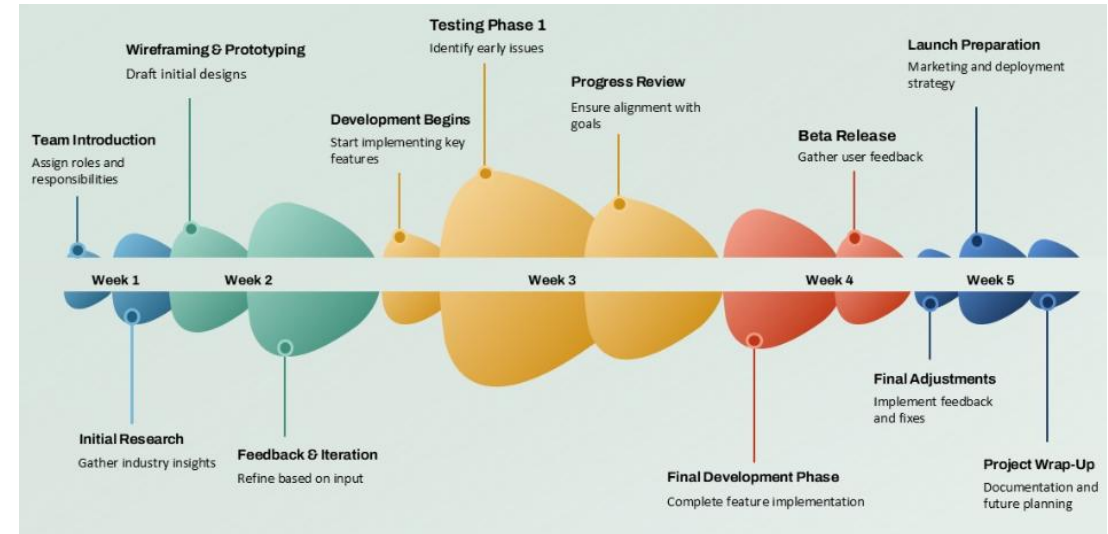 Testing Phase 1
Identify early issues
Wireframing & Prototyping
Draft initial designs
Launch Preparation
Marketing and deployment
strategy
Progress Review
Ensure alignment with
goals
Development Begins
Start implementing key
features
Team Introduction
Assign roles and
responsibilities
Beta Release
Gather user feedback
Week 1
Week 2
Week 3
Week 4
Week 5
Final Adjustments
Implement feedback
and fixes
Initial Research
Gather industry insights
Feedback & Iteration
Refine based on input
Final Development Phase
Complete feature implementation
Project Wrap-Up
Documentation and
future planning